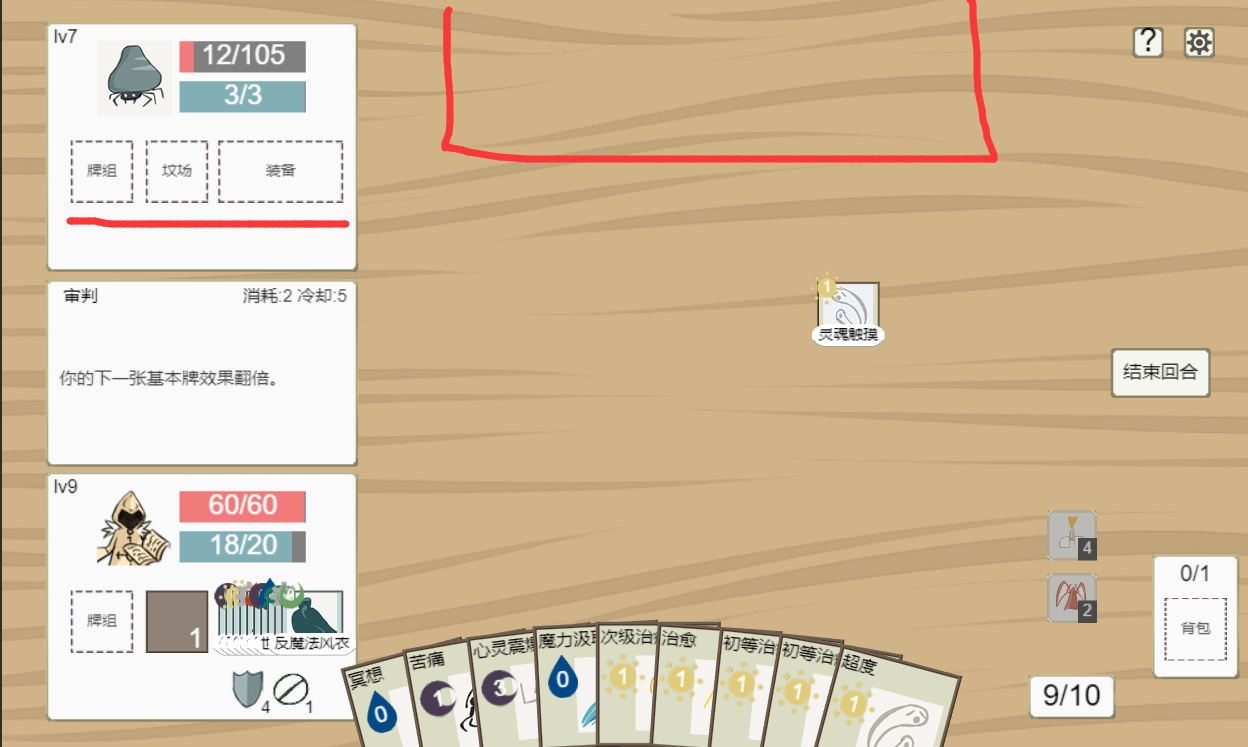 lv7
12/105
3/3
牌组
坟场
装备
?
审判
消耗:2 冷却:5
你的下一张基本牌效果翻倍。
1
灵魂触摸
结束回合
lv9
60/60
18/20
牌组
1
反魔法风衣
4
1
4
2
0/1
背包
9/10
冥想
0
苦痛
1
心灵震
3
魔力汲
0
次级治
1
治愈
1
初等治
1
初等治
1
超度
1